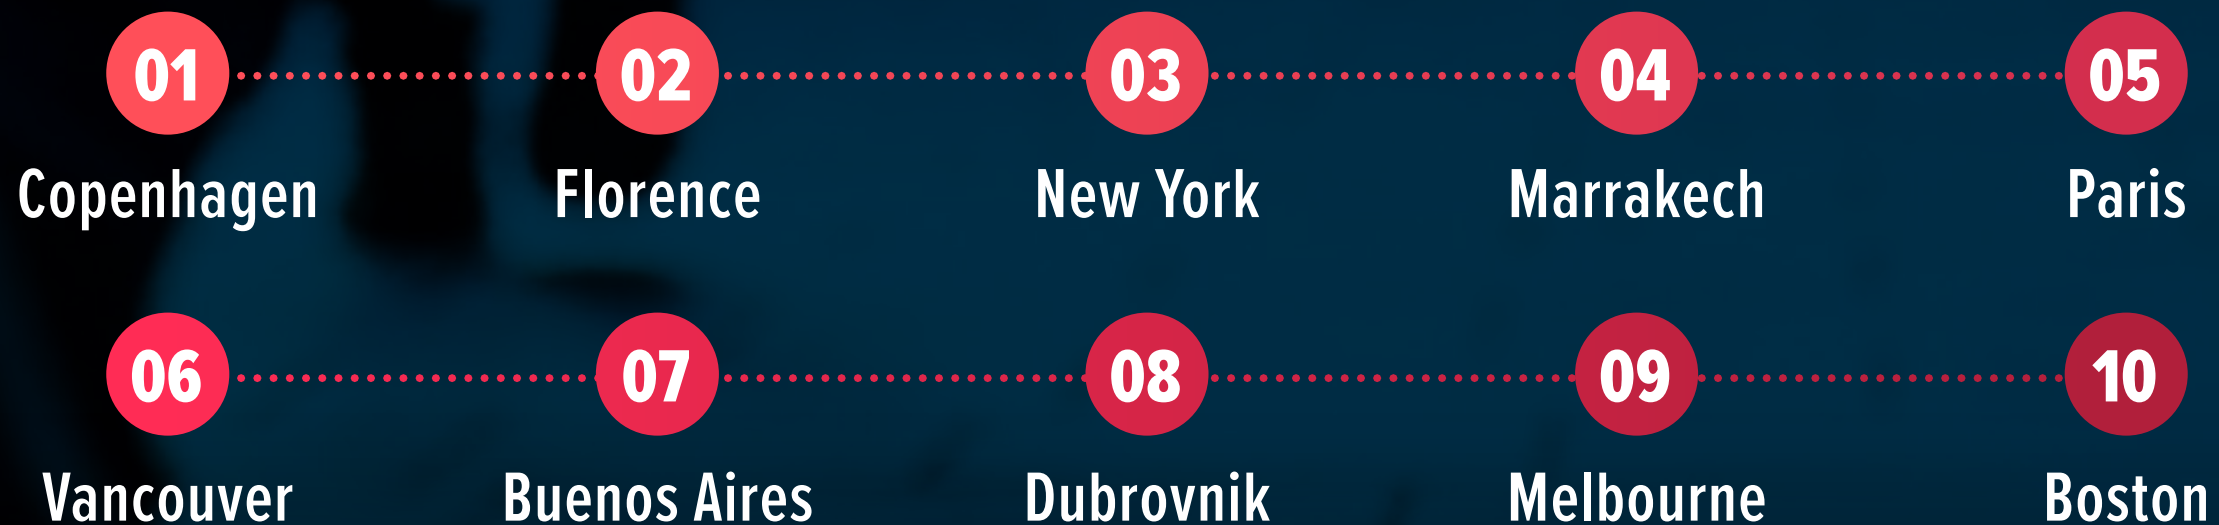 01 02 03 04 05
Copenhagen Florence New York Marrakech Paris
06 07 08 09 10
Vancouver Buenos Aires Dubrovnik Melbourne Boston